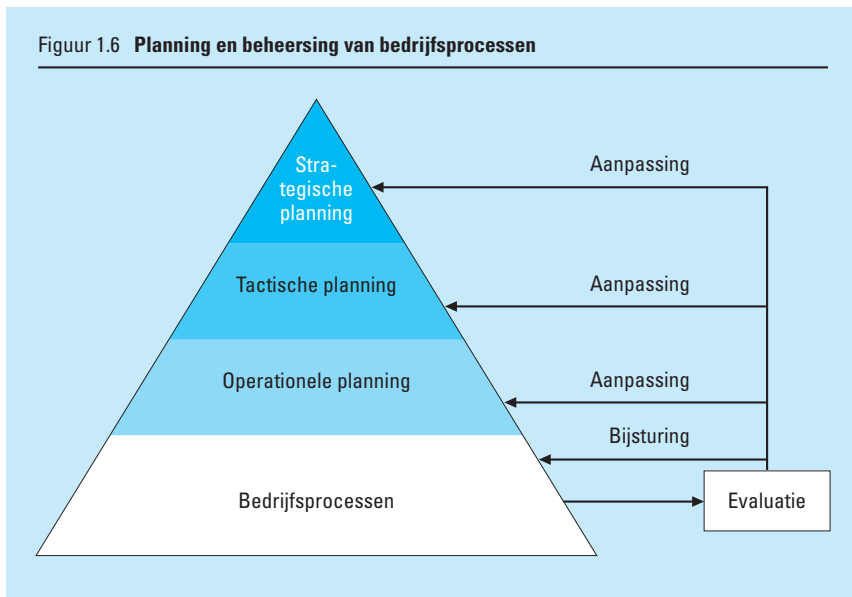 Figuur 1.6 Planning en beheersing van bedrijfsprocessen
Stra-
tegische
planning
Aanpassing
Tactische planning
Aanpassing
Operationele planning
Aanpassing
Bijsturing
Bedrijfsprocessen
Evaluatie